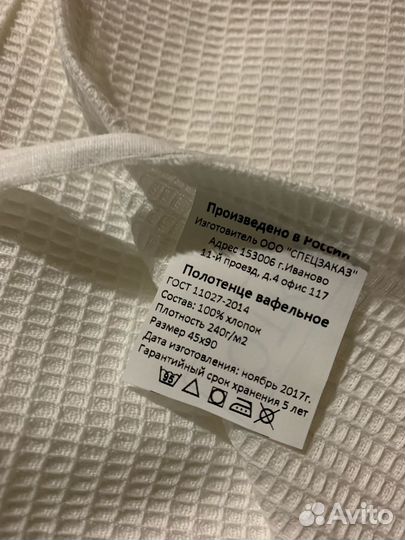 Произведено в России
Изготовитель ООО "СПЕЦЗАКАЗ"
Адрес 153006 г.Иваново
11-й проезд, д.4 офис 117
Полотенце вафельное
ГОСТ 11027-2014
Состав: 100% хлопок
Плотность 240г/м2
Размер 45х90
Дата изготовления: ноябрь 2017г.
Гарантийный срок хранения 5 лет
95
Avito